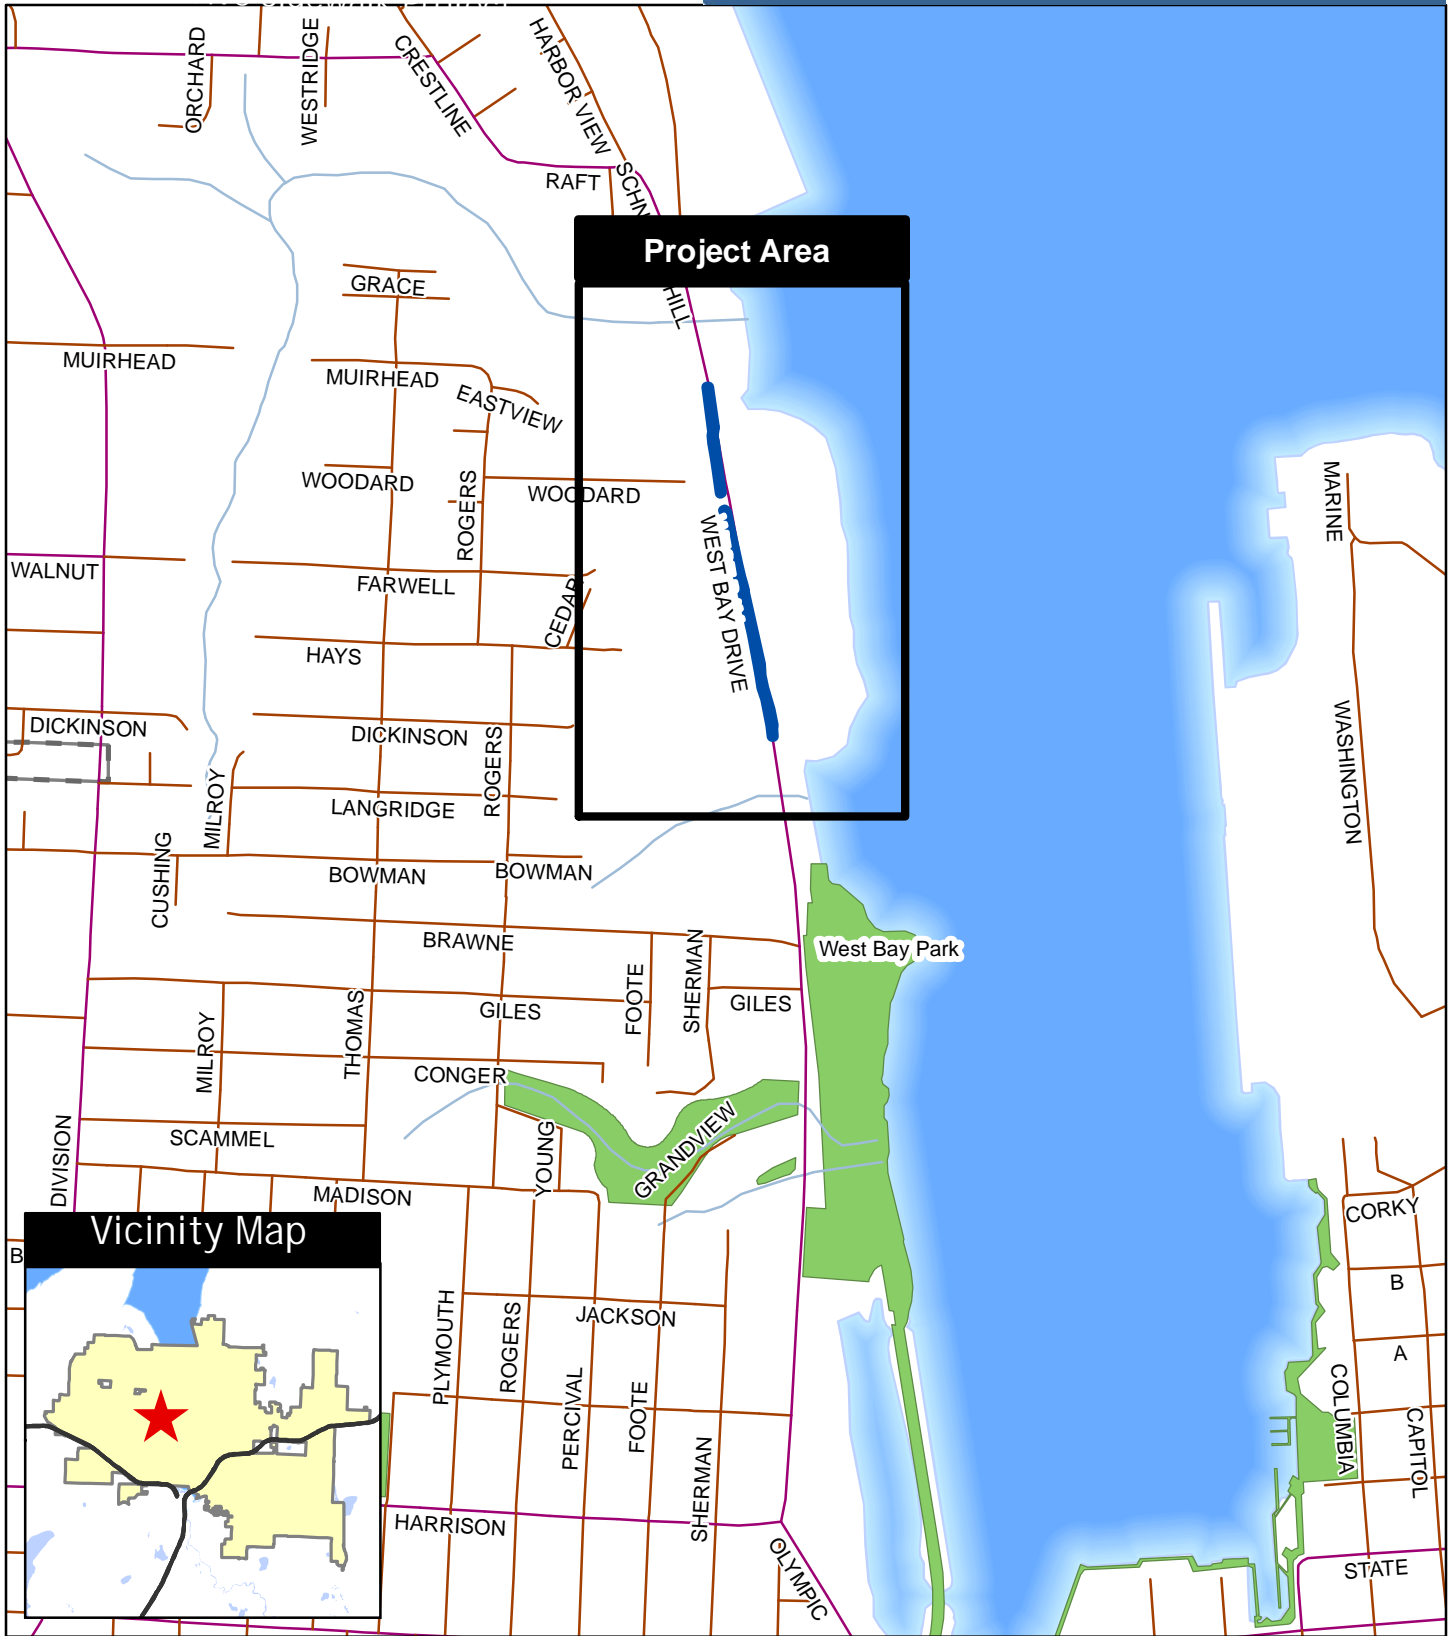 ORCHARD
WESTRIDGE
CRESTLINE
HARBOR VIEW
RAFT
SCHN
Project Area
HILL
GRACE
MUIRHEAD
MUIRHEAD
EASTVIEW
WOODARD
WOODARD
ROGERS
MARINE
WALNUT
FARWELL
CEDAR
WEST BAY DRIVE
HAYS
DICKINSON
DICKINSON
ROGERS
WASHINGTON
MILROY
LANGRIDGE
CUSHING
BOWMAN
BOWMAN
BRAWNE
FOOTE
SHERMAN
West Bay Park
GILES
GILES
MILROY
THOMAS
CONGER
DIVISION
SCAMMEL
YOUNG
GRANDVIEW
MADISON
CORKY
Vicinity Map
B
B
PLYMOUTH
ROGERS
JACKSON
A
PERCIVAL
FOOTE
COLUMBIA
CAPITOL
SHERMAN
HARRISON
OLYMPIC
STATE